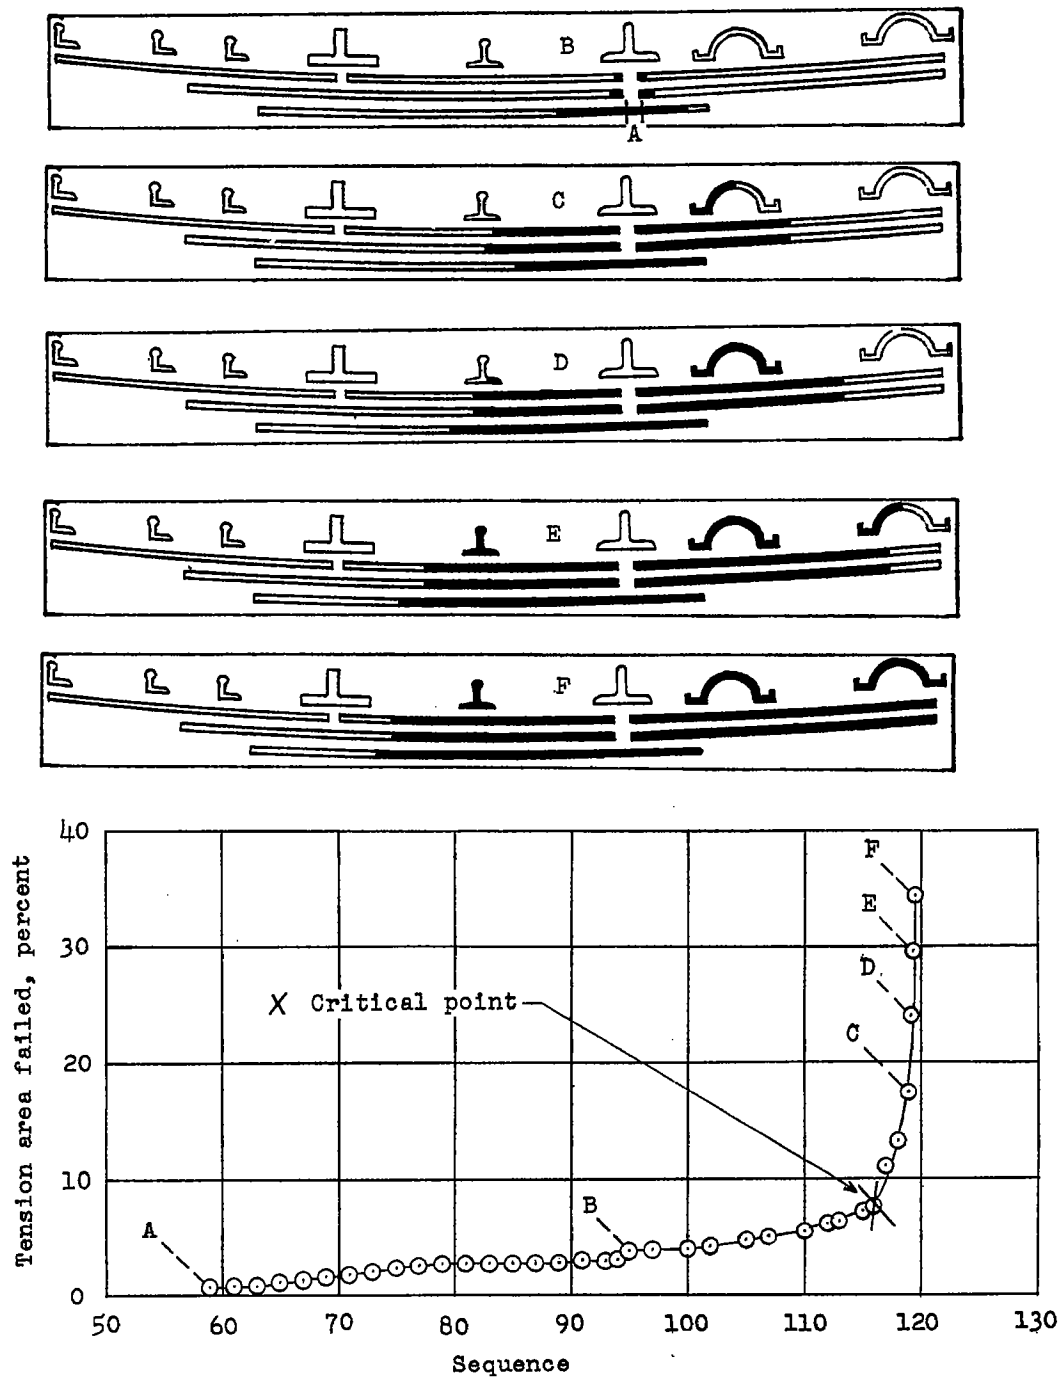 B
A
C
D
E
F
Tension area failed, percent
40
30
20
10
0
F
E
D
C
X Critical point
B
A
50 60 70 80 90 100 110 120 130
Sequence